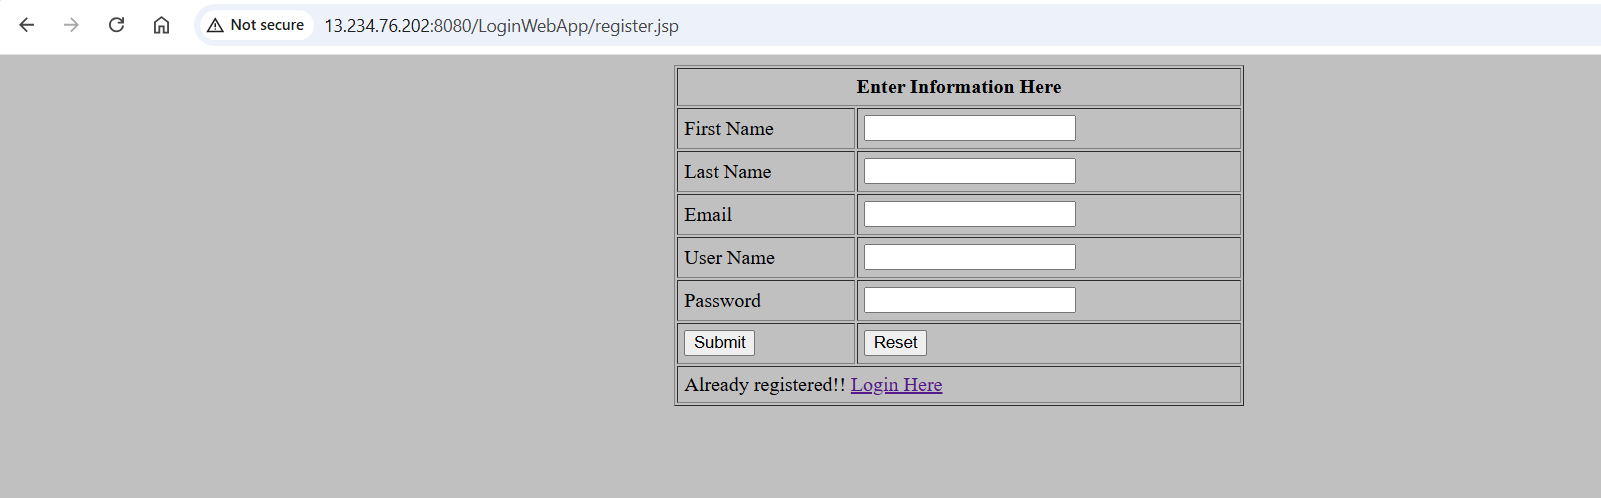 Not secure 13.234.76.202:8080/LoginWebApp/register.jsp
Enter Information Here
First Name
Last Name
Email
User Name
Password
Submit Reset
Already registered!! Login Here